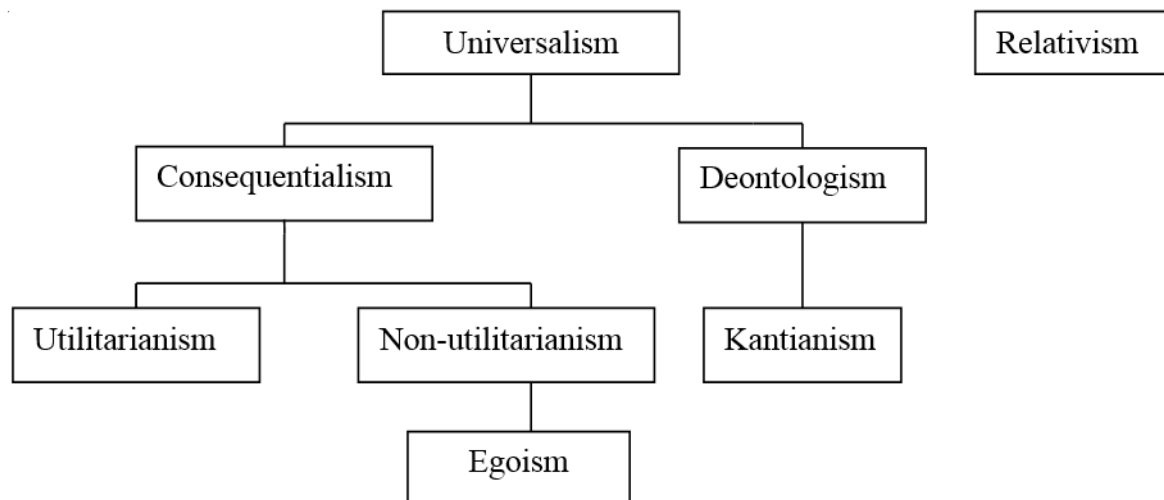 Universalism
Relativism
Consequentialism
Deontologism
Utilitarianism
Non-utilitarianism
Kantianism
Egoism